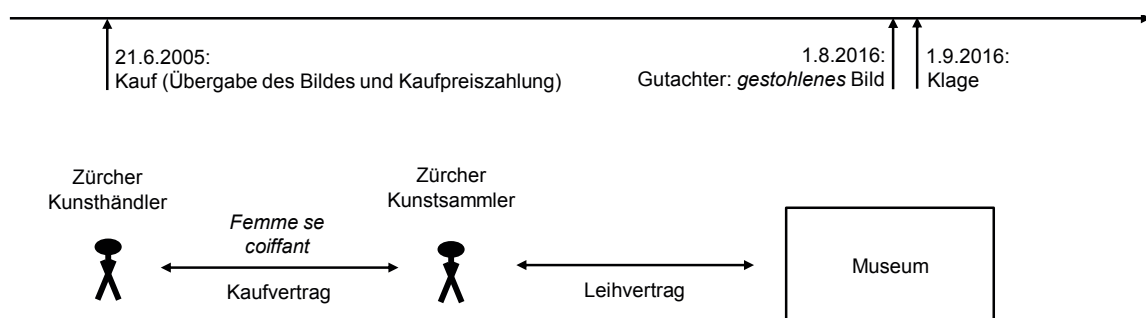 21.6.2005:
Kauf (Übergabe des Bildes und Kaufpreiszahlung)
1.8.2016:
Gutachter: gestohlenes Bild
1.9.2016:
Klage
Zürcher
Kunsthändler
Femme se
coiffant
Kaufvertrag
Zürcher
Kunstsammler
Leihvertrag
Museum